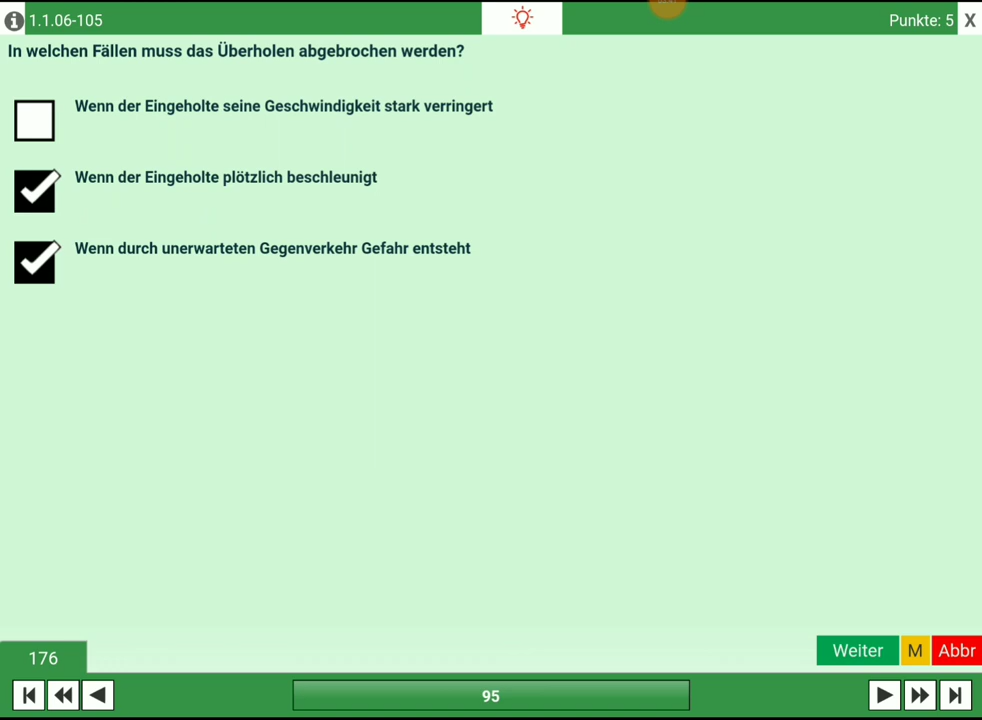 1.1.06-105
Punkte: 5 X
In welchen Fällen muss das Überholen abgebrochen werden?
Wenn der Eingeholte seine Geschwindigkeit stark verringert
Wenn der Eingeholte plötzlich beschleunigt
Wenn durch unerwarteten Gegenverkehr Gefahr entsteht
176
Weiter M Abbr
95